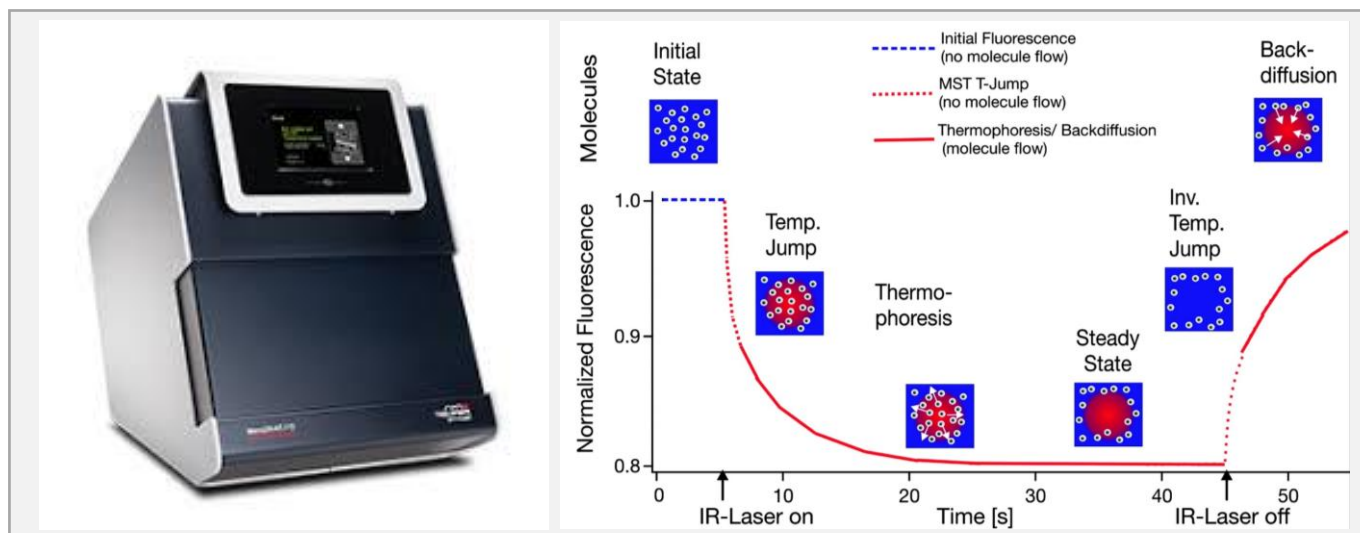 Initial
State
Molecules
Initial Fluorescence
(no molecule flow)
MST T-Jump
(no molecule flow)
Thermophoresis/ Backdiffusion
(molecule flow)
Back-
diffusion
Normalized Fluorescence
1.0
0.9
0.8
Temp.
Jump
Thermo-
phoresis
Steady
State
Inv.
Temp.
Jump
0 10 20 30 40 50
IR-Laser on Time [s] IR-Laser off